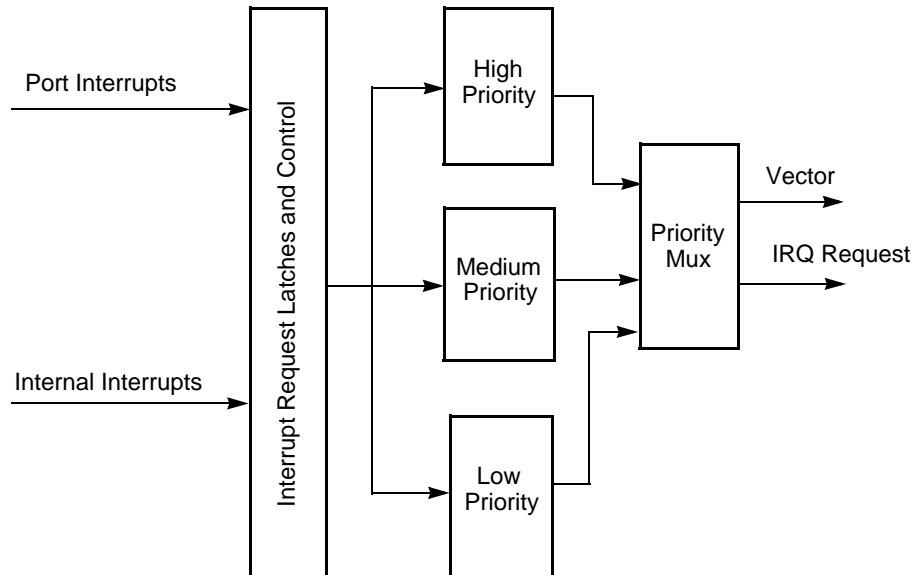 Port Interrupts
Internal Interrupts
Interrupt Request Latches and Control
High
Priority
Medium
Priority
Low
Priority
Priority
Mux
Vector
IRQ Request